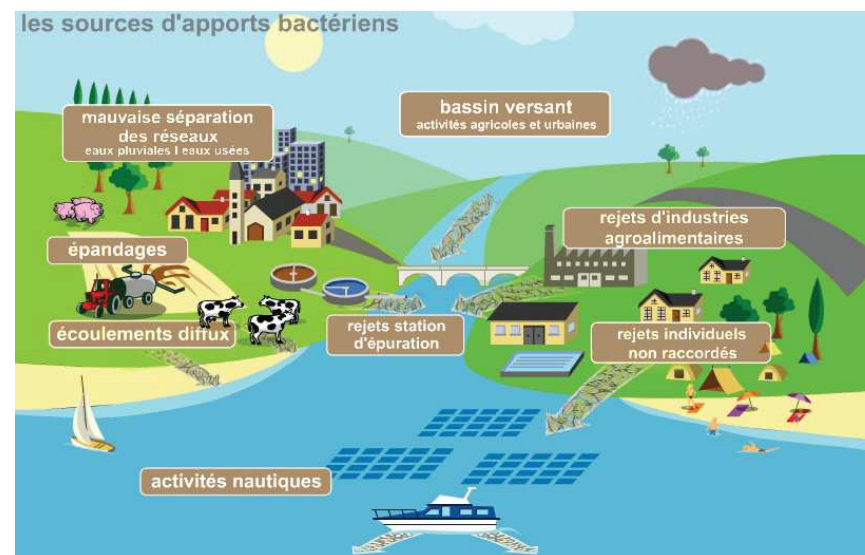 les sources d'apports bactériens
mauvaise séparation
des réseaux
eaux pluviales I eaux usées
bassin versant
activités agricoles et urbaines
rejets d'industries
agroalimentaires
épandages
écoulements diffux
rejets station
d'épuration
rejets individuels
non raccordés
activités nautiques